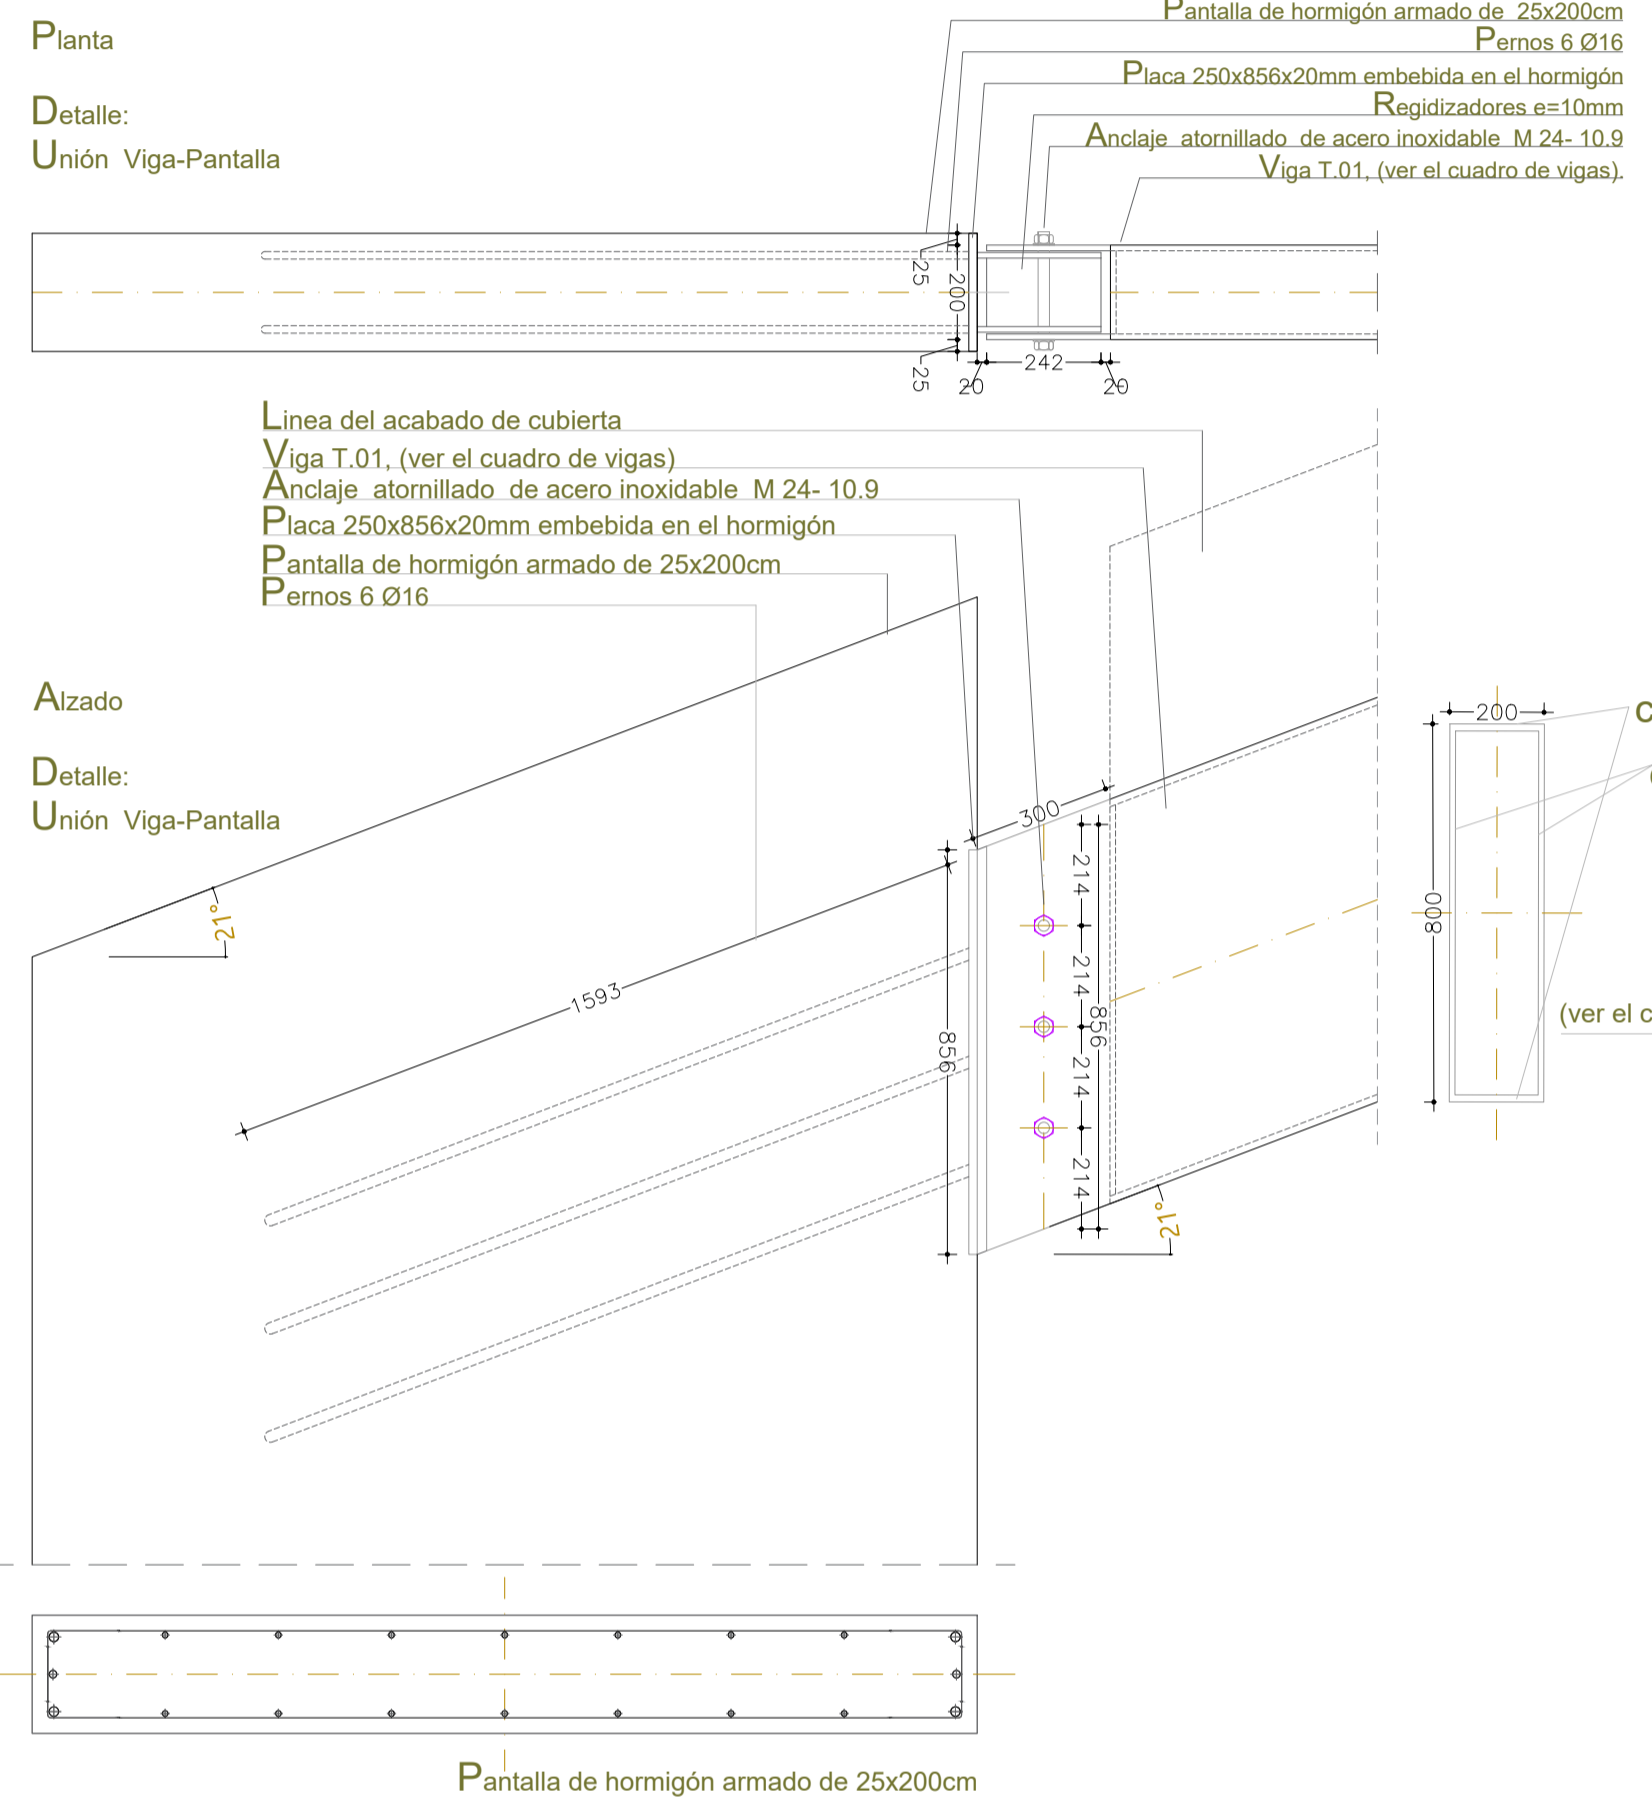 Planta
Detalle:
Unión Viga-Pantalla
Pantalla de hormigón armado de 25x200cm
Pernos 6 Ø16
Placa 250x856x20mm embebida en el hormigón
Regidizadores e=10mm
Anclaje atornillado de acero inoxidable M 24- 10.9
Viga T.01, (ver el cuadro de vigas).
25
200
25
20
242
20
Linea del acabado de cubierta
Viga T.01, (ver el cuadro de vigas)
Anclaje atornillado de acero inoxidable M 24- 10.9
Placa 250x856x20mm embebida en el hormigón
Pantalla de hormigón armado de 25x200cm
Pernos 6 Ø16
Alzado
Detalle:
Unión Viga-Pantalla
21°
1593
300
856
214
214
214
214
856
21°
200
800
(ver el c
Pantalla de hormigón armado de 25x200cm